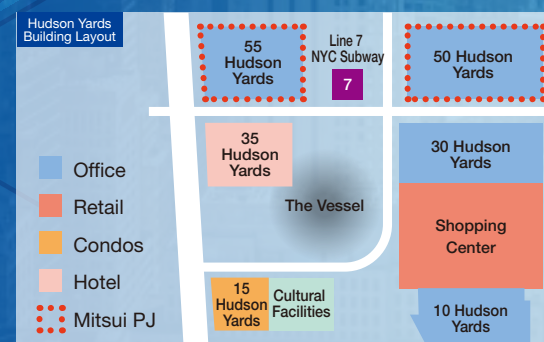 Hudson Yards
Building Layout
55
Hudson
Yards
Line 7
NYC Subway
7
50 Hudson
Yards
35
Hudson
Yards
30 Hudson
Yards
The Vessel
Shopping
Center
15
Hudson
Yards
Cultural
Facilities
10 Hudson
Yards
Office
Retail
Condos
Hotel
Mitsui PJ